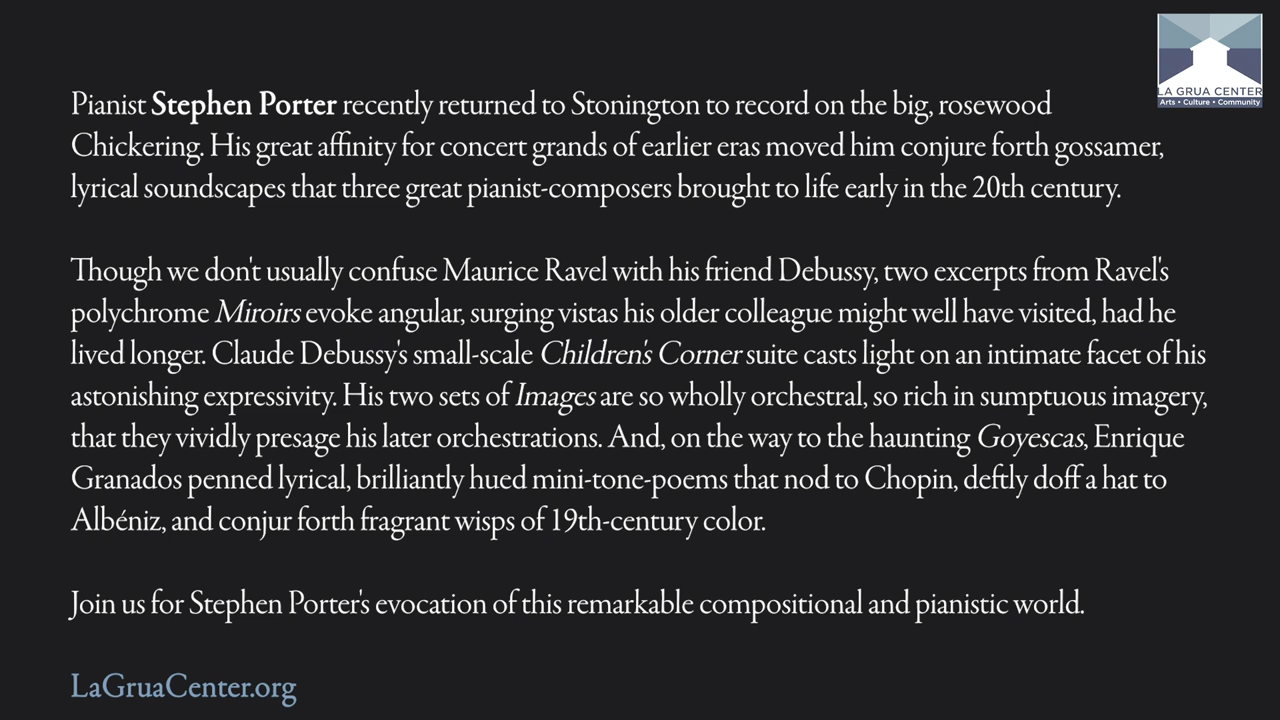 LA GRUA CENTER
Arts • Culture • Community
Pianist Stephen Porter recently returned to Stonington to record on the big, rosewood
Chickering. His great affinity for concert grands of earlier eras moved him conjure forth gossamer,
lyrical soundscapes that three great pianist-composers brought to life early in the 20th century.
Though we don't usually confuse Maurice Ravel with his friend Debussy, two excerpts from Ravel's
polychrome Miroirs evoke angular, surging vistas his older colleague might well have visited, had he
lived longer. Claude Debussy's small-scale Children's Corner suite casts light on an intimate facet of his
astonishing expressivity. His two sets of Images are so wholly orchestral, so rich in sumptuous imagery,
that they vividly presage his later orchestrations. And, on the way to the haunting Goyescas, Enrique
Granados penned lyrical, brilliantly hued mini-tone-poems that nod to Chopin, deftly doff a hat to
Albéniz, and conjur forth fragrant wisps of 19th-century color.
Join us for Stephen Porter's evocation of this remarkable compositional and pianistic world.
LaGruaCenter.org